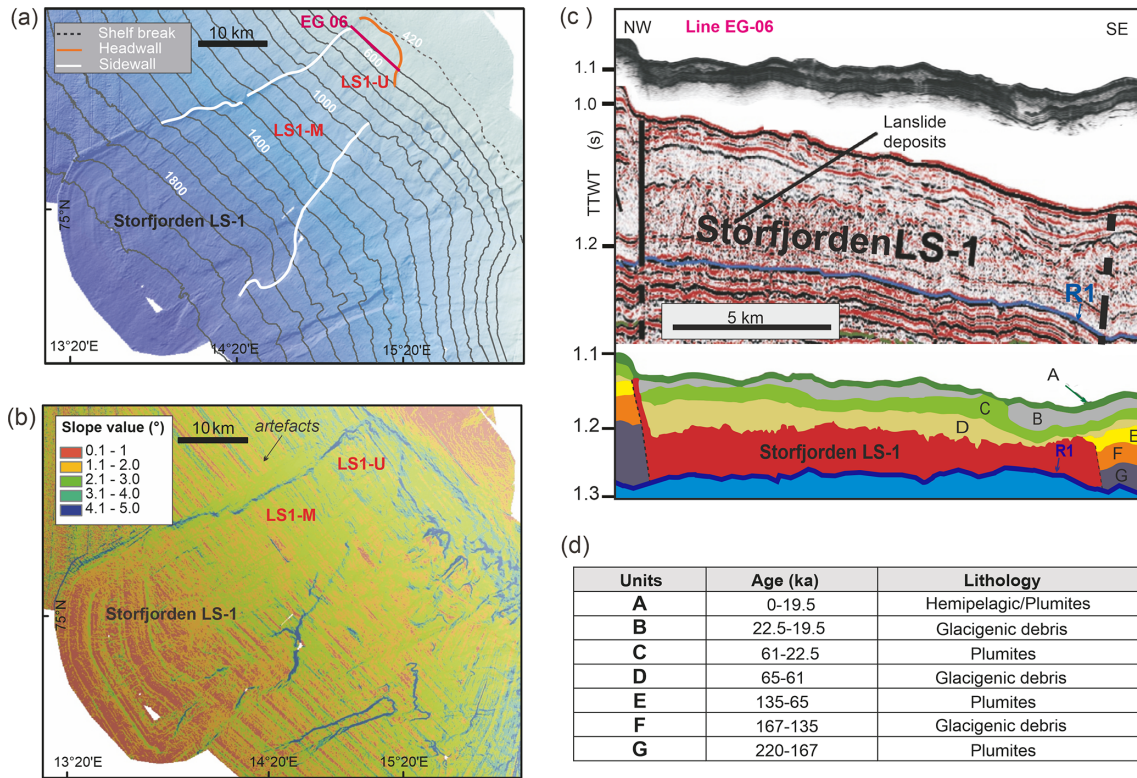 (a)
Shelf break
Headwall
Sidewall
10 km
EG 06
420
600
LS1-U
1000
LS1-M
1400
1800
Storfjorden LS-1
75°N
13°20'E
14°20'E
15°20'E
(b)
Slope value (°)
0.1 - 1
1.1 - 2.0
2.1 - 3.0
3.1 - 4.0
4.1 - 5.0
10 km
artefacts
LS1-U
LS1-M
Storfjorden LS-1
75°N
13°20'E
14°20'E
15°20'E
(c)
Line EG-06
NW
SE
1.1
1.0
TTWT (s)
1.2
Lanslide
deposits
StorfjordenLS-1
R1
5 km
1.1
1.2
1.3
A
B
C
D
E
F
G
Storfjorden LS-1
R1
(d)
Units Age (ka) Lithology
A 0-19.5 Hemipelagic/Plumites
B 22.5-19.5 Glacigenic debris
C 61-22.5 Plumites
D 65-61 Glacigenic debris
E 135-65 Plumites
F 167-135 Glacigenic debris
G 220-167 Plumites